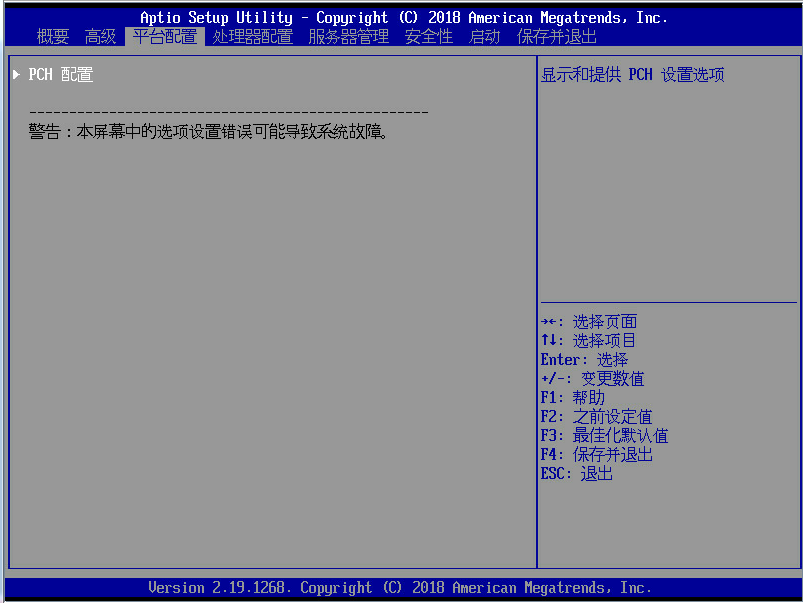 Aptio Setup Utility - Copyright (C) 2018 American Megatrends, Inc.
概要 高级 平台配置 处理器配置 服务器管理 安全性 启动 保存并退出
PCH 配置
--------------------------------------------------
警告：本屏幕中的选项设置错误可能导致系统故障。
显示和提供 PCH 设置选项
→←: 选择页面
↑↓: 选择项目
Enter: 选择
+/-: 变更数值
F1: 帮助
F2: 之前设定值
F3: 最佳化默认值
F4: 保存并退出
ESC: 退出
Version 2.19.1268. Copyright (C) 2018 American Megatrends, Inc.